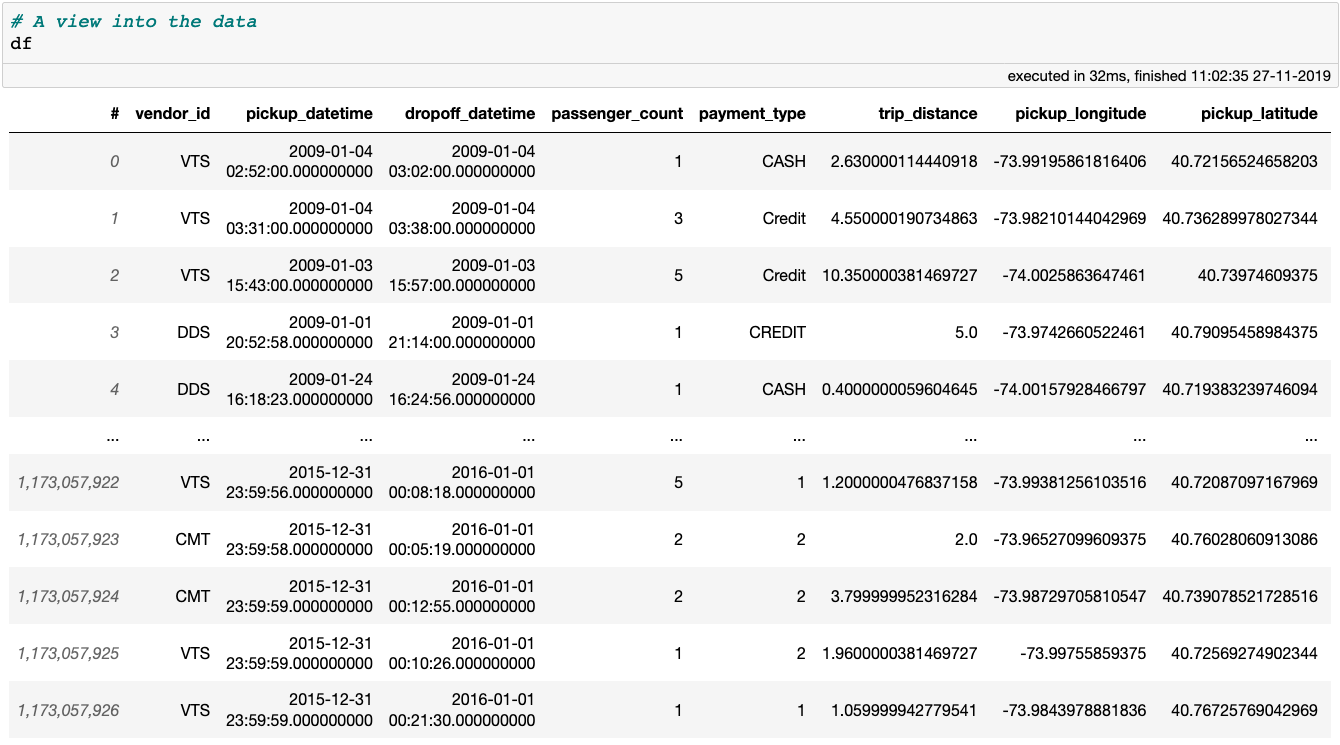 # A view into the data
df
executed in 32ms, finished 11:02:35 27-11-2019
# vendor_id pickup_datetime dropoff_datetime passenger_count payment_type trip_distance pickup_longitude pickup_latitude
2009-01-04 2009-01-04
0 VTS 1 CASH 2.630000114440918 -73.99195861816406 40.72156524658203
02:52:00.000000000 03:02:00.000000000
2009-01-04 2009-01-04
1 VTS 3 Credit 4.550000190734863 -73.98210144042969 40.736289978027344
03:31:00.000000000 03:38:00.000000000
2009-01-03 2009-01-03
2 VTS 5 Credit 10.350000381469727 -74.0025863647461 40.73974609375
15:43:00.000000000 15:57:00.000000000
2009-01-01 2009-01-01
3 DDS 1 CREDIT 5.0 -73.9742660522461 40.79095458984375
20:52:58.000000000 21:14:00.000000000
2009-01-24 2009-01-24
4 DDS 1 CASH 0.4000000059604645 -74.00157928466797 40.719383239746094
16:18:23.000000000 16:24:56.000000000
... ... ... ... ... ... ... ... ...
2015-12-31 2016-01-01
1,173,057,922 VTS 5 1 1.2000000476837158 -73.99381256103516 40.72087097167969
23:59:56.000000000 00:08:18.000000000
2015-12-31 2016-01-01
1,173,057,923 CMT 2 2 2.0 -73.96527099609375 40.76028060913086
23:59:58.000000000 00:05:19.000000000
2015-12-31 2016-01-01
1,173,057,924 CMT 2 2 3.799999952316284 -73.98729705810547 40.739078521728516
23:59:59.000000000 00:12:55.000000000
2015-12-31 2016-01-01
1,173,057,925 VTS 1 2 1.9600000381469727 -73.99755859375 40.72569274902344
23:59:59.000000000 00:10:26.000000000
2015-12-31 2016-01-01
1,173,057,926 VTS 1 1 1.059999942779541 -73.9843978881836 40.76725769042969
23:59:59.000000000 00:21:30.000000000